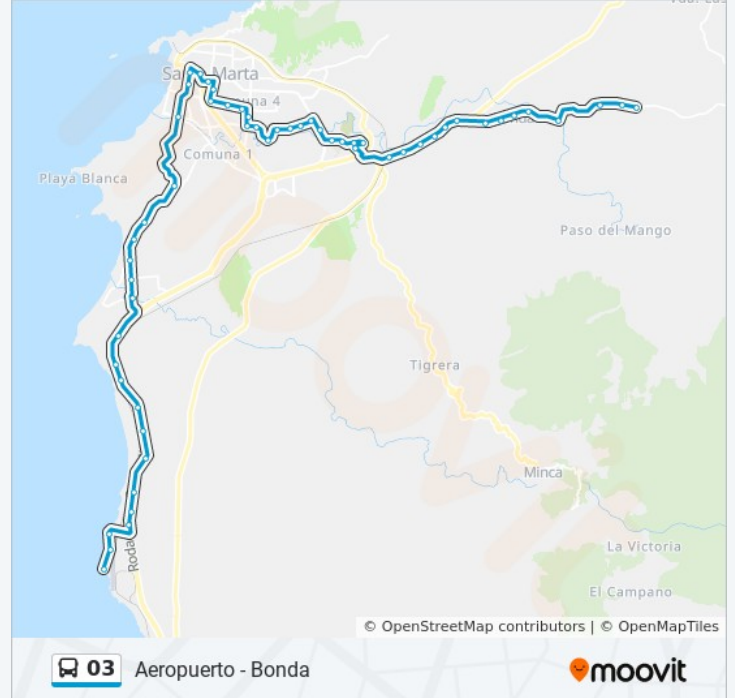 Santa Marta
Comuna 4
Comuna 1
Playa Blanca
Paso del Mango
Tigrera
Minca
La Victoria
El Campano
Roda
© OpenStreetMap contributors | © OpenMapTiles
03 Aeropuerto - Bonda
moovit